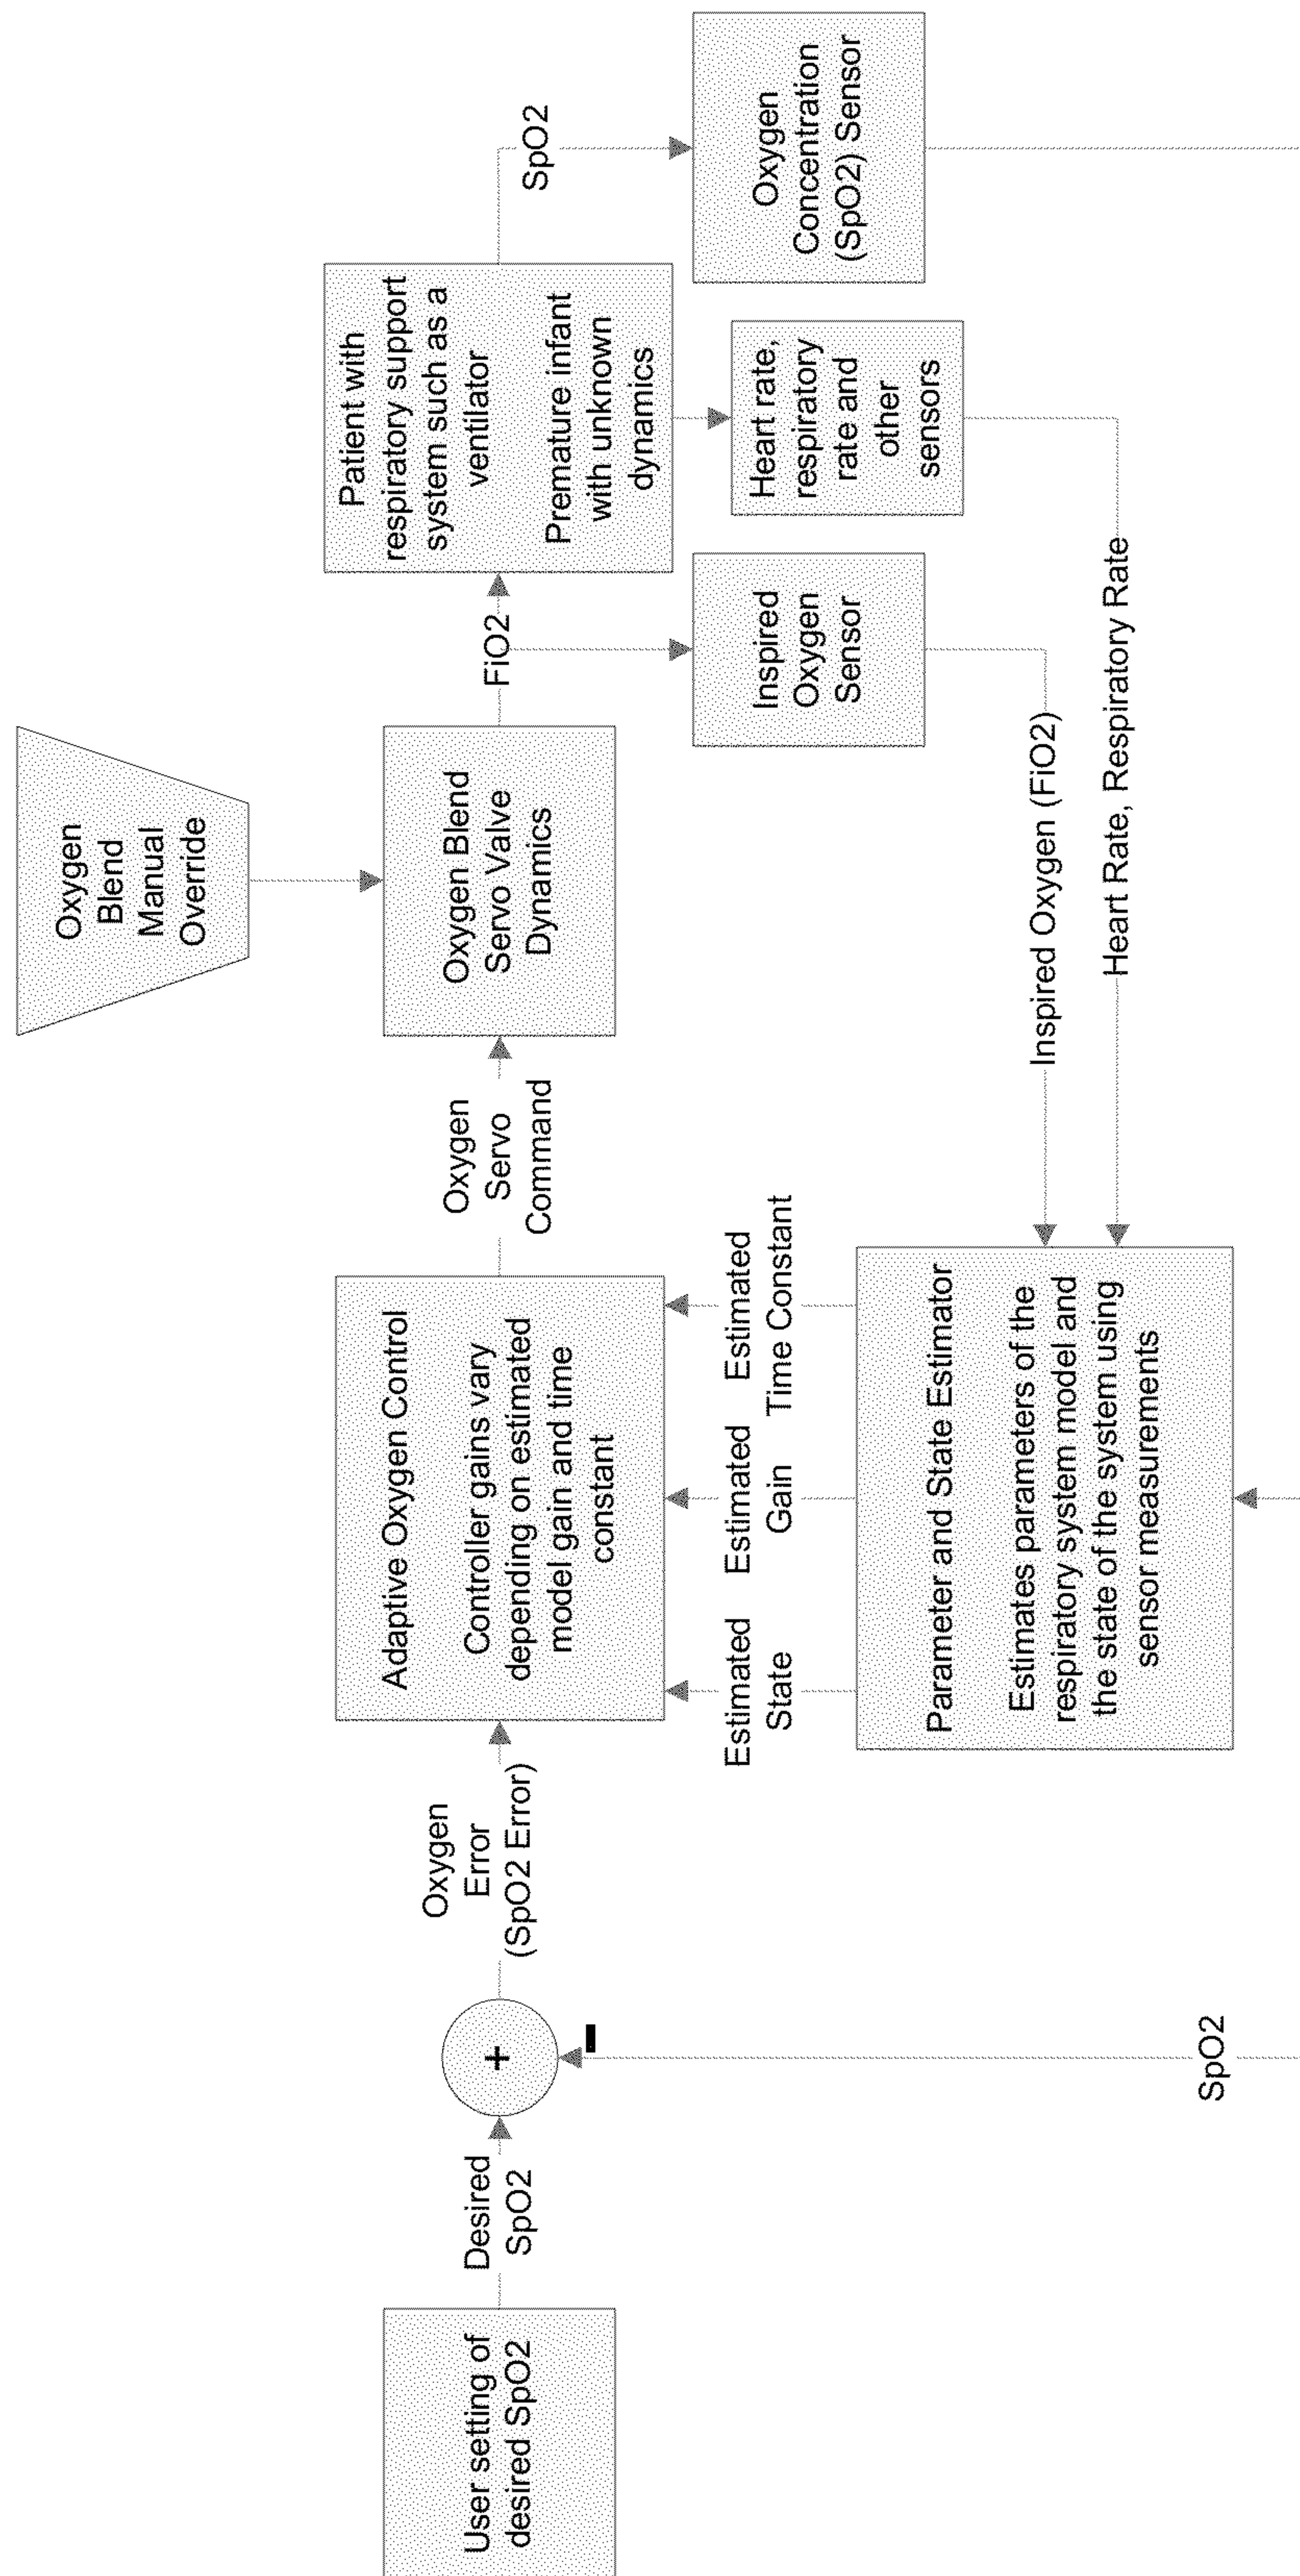 User setting of
desired SpO2
Desired
SpO2
+
-
Oxygen
Error
(SpO2 Error)
Adaptive Oxygen Control
Controller gains vary
depending on estimated
model gain and time
constant
Oxygen
Servo
Command
Oxygen
Blend
Manual
Override
Oxygen Blend
Servo Valve
Dynamics
FiO2
Patient with
respiratory support
system such as a
ventilator
Premature infant
with unknown
dynamics
SpO2
Inspired
Oxygen
Sensor
Heart rate,
respiratory
rate and
other
sensors
Oxygen
Concentration
(SpO2) Sensor
Estimated
State
Estimated
Gain
Estimated
Time Constant
Parameter and State Estimator
Estimates parameters of the
respiratory system model and
the state of the system using
sensor measurements
Inspired Oxygen (FiO2)
Heart Rate, Respiratory Rate
SpO2